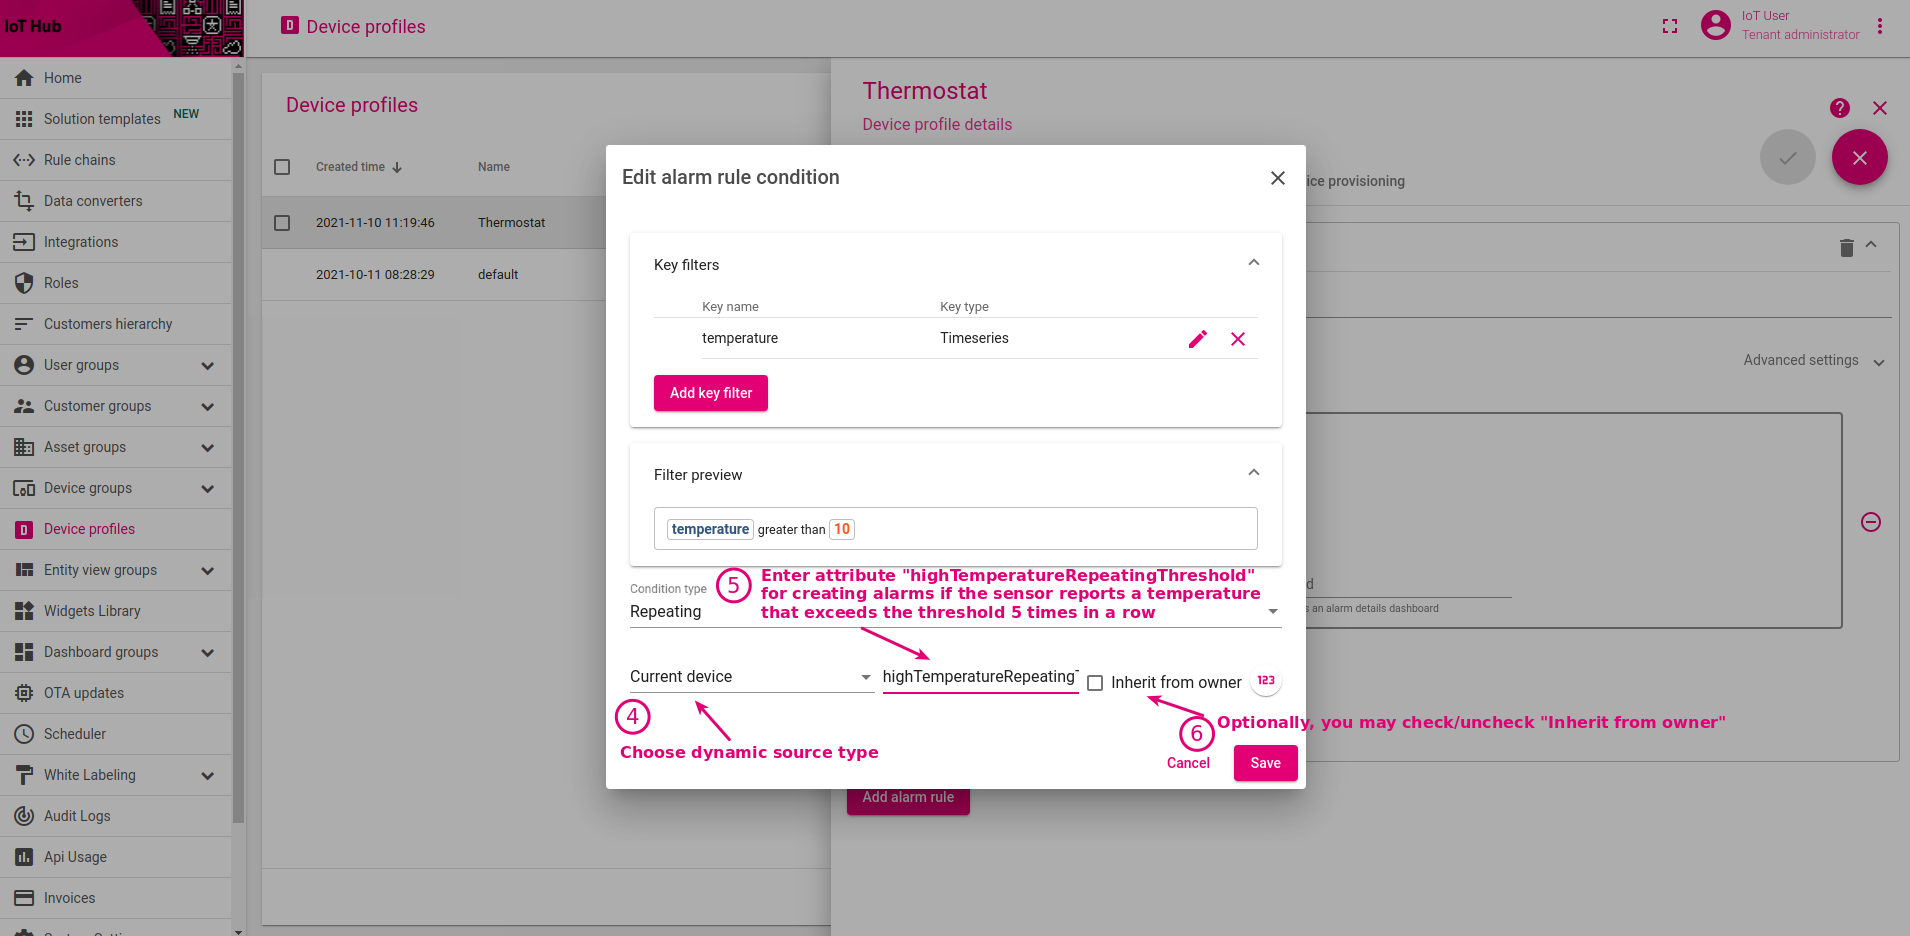 IoT Hub
Device profiles
IoT User
Tenant administrator
Home
Solution templates NEW
Rule chains
Data converters
Integrations
Roles
Customers hierarchy
User groups
Customer groups
Asset groups
Device groups
Device profiles
Entity view groups
Widgets Library
Dashboard groups
OTA updates
Scheduler
White Labeling
Audit Logs
Api Usage
Invoices
Device profiles
Created time Name
2021-11-10 11:19:46 Thermostat
2021-10-11 08:28:29 default
Thermostat
Device profile details
ice provisioning
Advanced settings
s an alarm details dashboard
Add alarm rule
Edit alarm rule condition
Key filters
Key name Key type
temperature Timeseries
Add key filter
Filter preview
temperature greater than 10
Condition type
Repeating
5 Enter attribute "highTemperatureRepeatingThreshold"
for creating alarms if the sensor reports a temperature
that exceeds the threshold 5 times in a row
Current device highTemperatureRepeating Inherit from owner 123
4
Choose dynamic source type
6 Optionally, you may check/uncheck "Inherit from owner"
Cancel Save